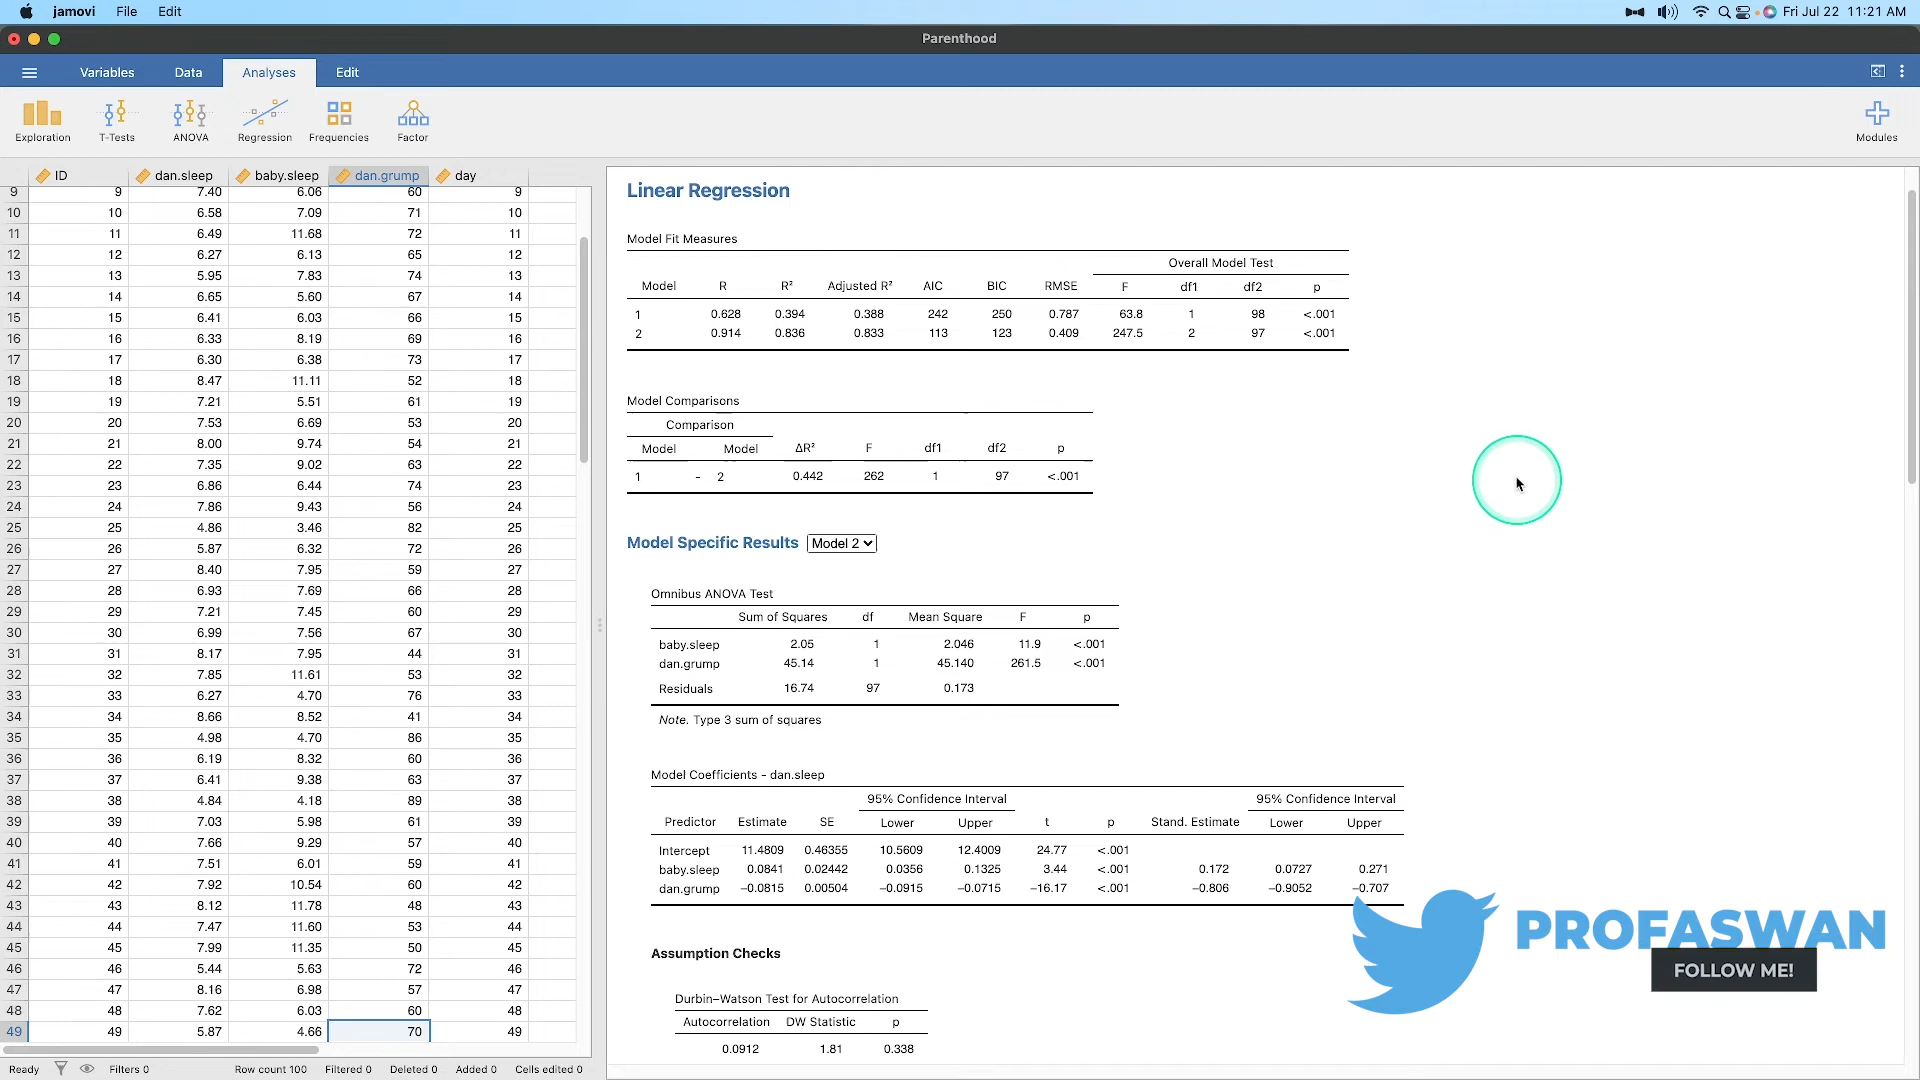 jamovi File Edit Fri Jul 22 11:21 AM
Parenthood
Variables Data Analyses Edit
Exploration T-Tests ANOVA Regression Frequencies Factor Modules
ID dan.sleep baby.sleep dan.grump day
9 9 7.40 6.06 60 9
10 10 6.58 7.09 71 10
11 11 6.49 11.68 72 11
12 12 6.27 6.13 65 12
13 13 5.95 7.83 74 13
14 14 6.65 5.60 67 14
15 15 6.41 6.03 66 15
16 16 6.33 8.19 69 16
17 17 6.30 6.38 73 17
18 18 8.47 11.11 52 18
19 19 7.21 5.51 61 19
20 20 7.53 6.69 53 20
21 21 8.00 9.74 54 21
22 22 7.35 9.02 63 22
23 23 6.86 6.44 74 23
24 24 7.86 9.43 56 24
25 25 4.86 3.46 82 25
26 26 5.87 6.32 72 26
27 27 8.40 7.95 59 27
28 28 6.93 7.69 66 28
29 29 7.21 7.45 60 29
30 30 6.99 7.56 67 30
31 31 8.17 7.95 44 31
32 32 7.85 11.61 53 32
33 33 6.27 4.70 76 33
34 34 8.66 8.52 41 34
35 35 4.98 4.70 86 35
36 36 6.19 8.32 60 36
37 37 6.41 9.38 63 37
38 38 4.84 4.18 89 38
39 39 7.03 5.98 61 39
40 40 7.66 9.29 57 40
41 41 7.51 6.01 59 41
42 42 7.92 10.54 60 42
43 43 8.12 11.78 48 43
44 44 7.47 11.60 53 44
45 45 7.99 11.35 50 45
46 46 5.44 5.63 72 46
47 47 8.16 6.98 57 47
48 48 7.62 6.03 60 48
49 49 5.87 4.66 70 49
Ready Filters 0 Row count 100 Filtered 0 Deleted 0 Added 0 Cells edited 0
Linear Regression
Model Fit Measures
Overall Model Test
Model R R² Adjusted R² AIC BIC RMSE F df1 df2 p
1 0.628 0.394 0.388 242 250 0.787 63.8 1 98 <.001
2 0.914 0.836 0.833 113 123 0.409 247.5 2 97 <.001
Model Comparisons
Comparison
Model Model ΔR² F df1 df2 p
1 - 2 0.442 262 1 97 <.001
Model Specific Results Model 2
Omnibus ANOVA Test
Sum of Squares df Mean Square F p
baby.sleep 2.05 1 2.046 11.9 <.001
dan.grump 45.14 1 45.140 261.5 <.001
Residuals 16.74 97 0.173
Note. Type 3 sum of squares
Model Coefficients - dan.sleep
95% Confidence Interval 95% Confidence Interval
Predictor Estimate SE Lower Upper t p Stand. Estimate Lower Upper
Intercept 11.4809 0.46355 10.5609 12.4009 24.77 <.001
baby.sleep 0.0841 0.02442 0.0356 0.1325 3.44 <.001 0.172 0.0727 0.271
dan.grump −0.0815 0.00504 −0.0915 −0.0715 −16.17 <.001 −0.806 −0.9052 −0.707
Assumption Checks
Durbin–Watson Test for Autocorrelation
Autocorrelation DW Statistic p
0.0912 1.81 0.338
PROFASWAN
FOLLOW ME!